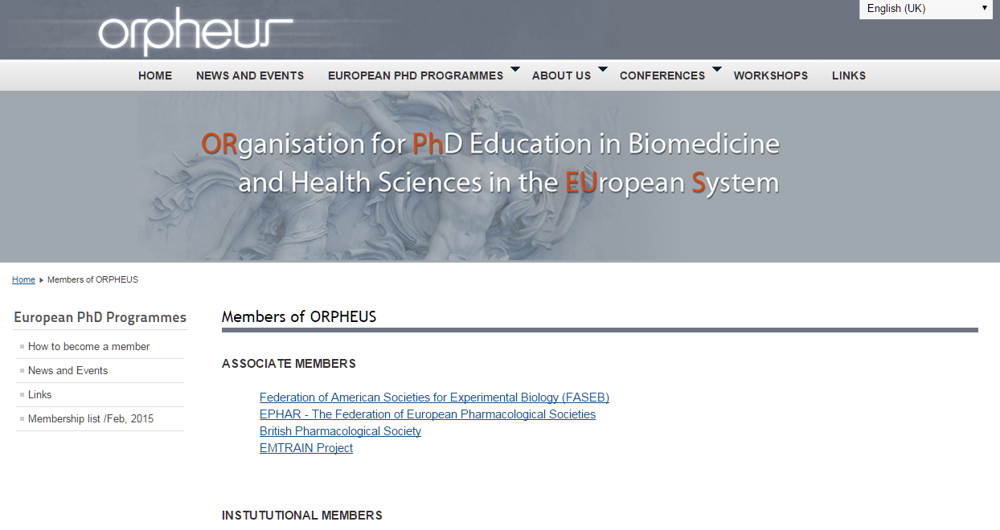 orpheus
English (UK)
HOME NEWS AND EVENTS EUROPEAN PHD PROGRAMMES ABOUT US CONFERENCES WORKSHOPS LINKS
ORganisation for PhD Education in Biomedicine
and Health Sciences in the EUropean System
Home Members of ORPHEUS
European PhD Programmes
How to become a member
News and Events
Links
Membership list /Feb, 2015
Members of ORPHEUS
ASSOCIATE MEMBERS
Federation of American Societies for Experimental Biology (FASEB)
EPHAR - The Federation of European Pharmacological Societies
British Pharmacological Society
EMTRAIN Project
INSTUTUTIONAL MEMBERS